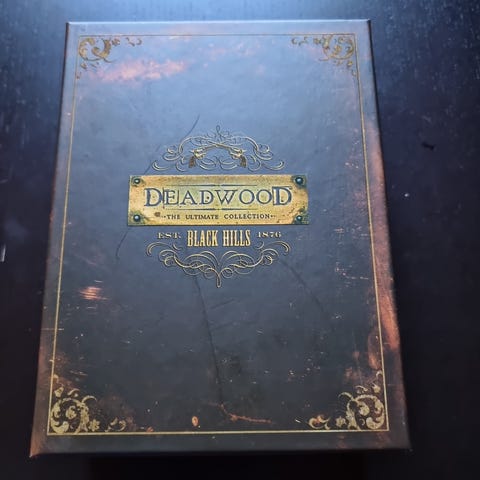 DEADWOOD
THE ULTIMATE COLLECTION
EST. BLACK HILLS 1876